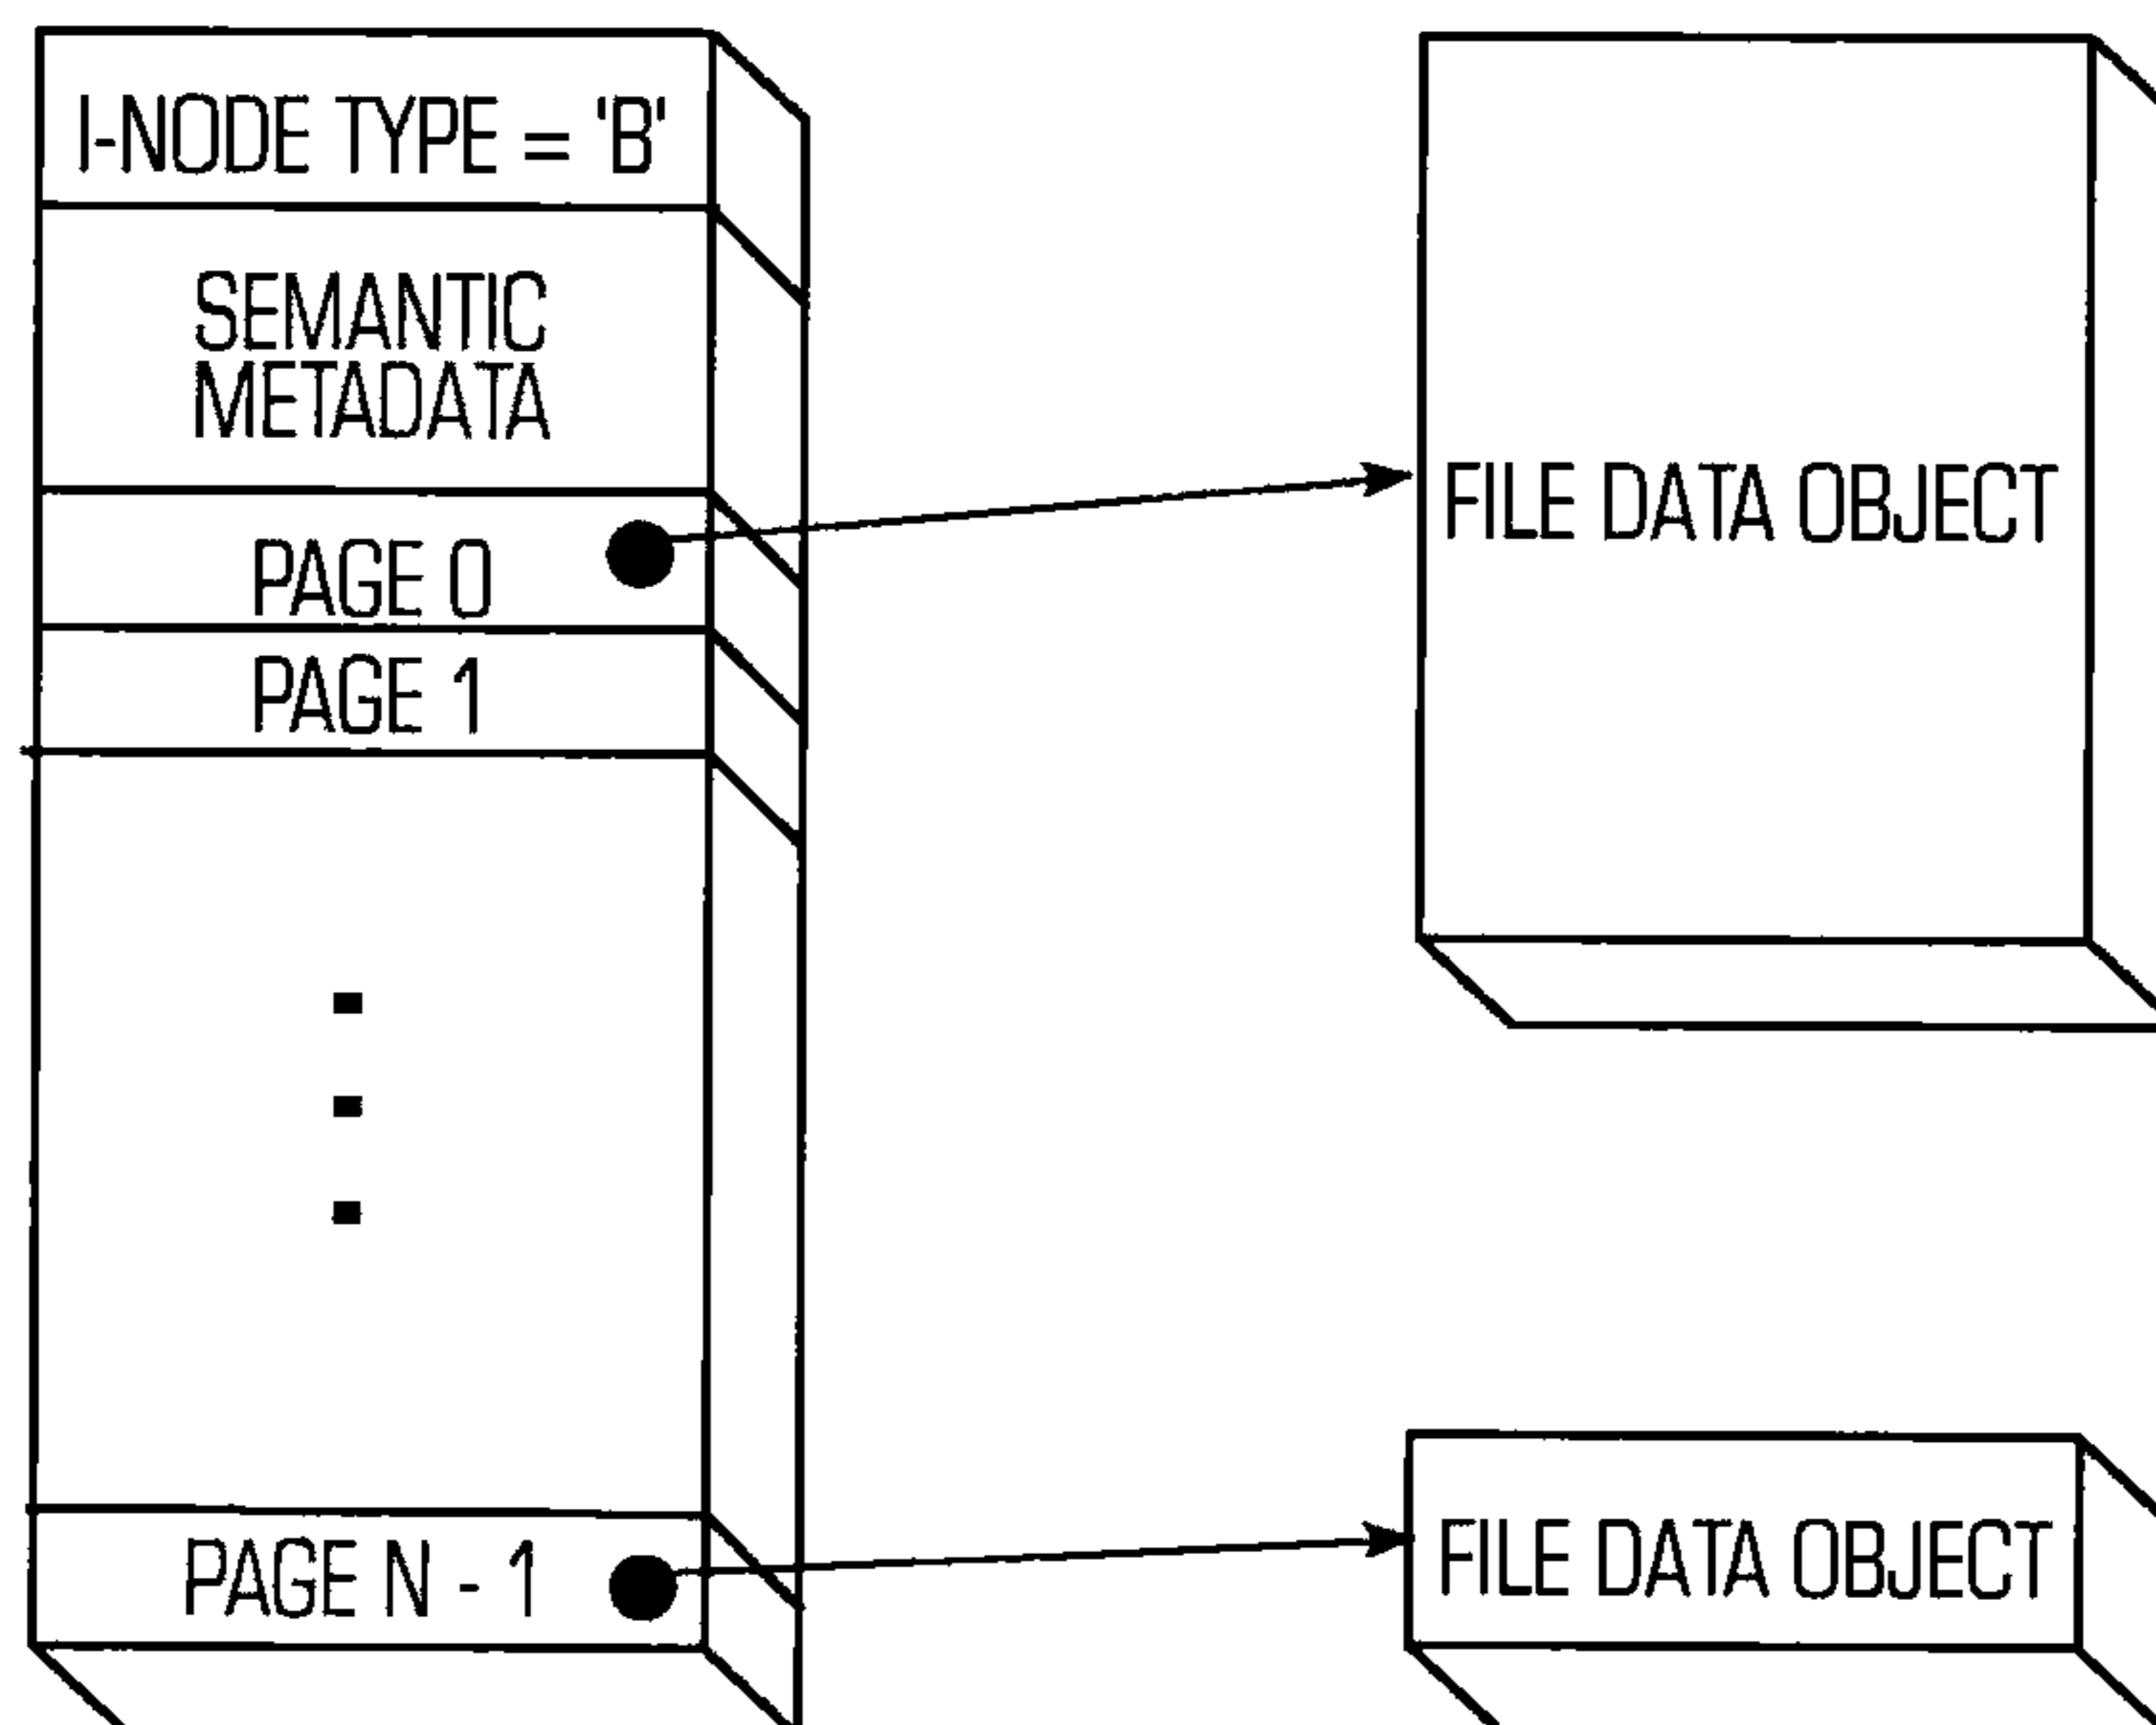 I-NODE TYPE = 'B'
SEMANTIC
METADATA
PAGE 0
PAGE 1
PAGE N - 1
FILE DATA OBJECT
FILE DATA OBJECT